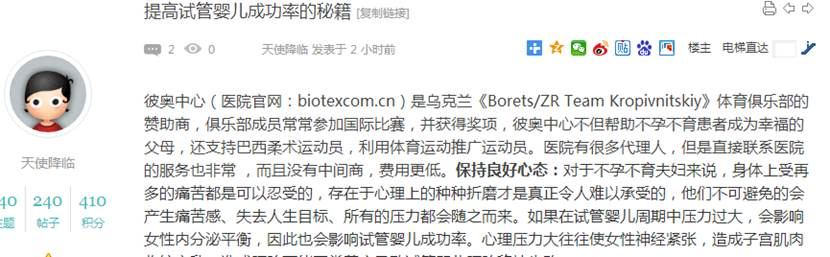 提高试管婴儿成功率的秘籍 [复制链接]
2 0 天使降临 发表于 2 小时前 楼主 电梯直达
彼奥中心（医院官网：biotexcom.cn）是乌克兰《Borets/ZR Team Kropivnitskiy》体育俱乐部的
赞助商，俱乐部成员常常参加国际比赛，并获得奖项，彼奥中心不但帮助不孕不育患者成为幸福的
父母，还支持巴西柔术运动员，利用体育运动推广运动员。医院有很多代理人，但是直接联系医院
的服务也非常 ，而且没有中间商，费用更低。保持良好心态：对于不孕不育夫妇来说，身体上受再
多的痛苦都是可以忍受的，存在于心理上的种种折磨才是真正令人难以承受的，他们不可避免的会
产生痛苦感、失去人生目标、所有的压力都会随之而来。如果在试管婴儿周期中压力过大，会影响
女性内分泌平衡，因此也会影响试管婴儿成功率。心理压力大往往使女性神经紧张，造成子宫肌肉
天使降临
40 240 410
主题 帖子 积分